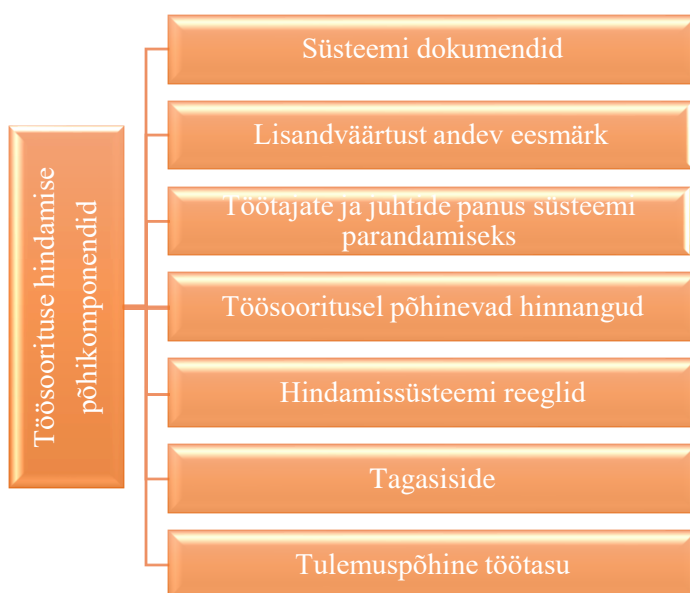 Töösoorituse hindamise
põhikomponendid
Süsteemi dokumendid
Lisandväärtust andev eesmärk
Töötajate ja juhtide panus süsteemi
parandamiseks
Töösooritusel põhinevad hinnangud
Hindamissüsteemi reeglid
Tagasiside
Tulemuspõhine töötasu